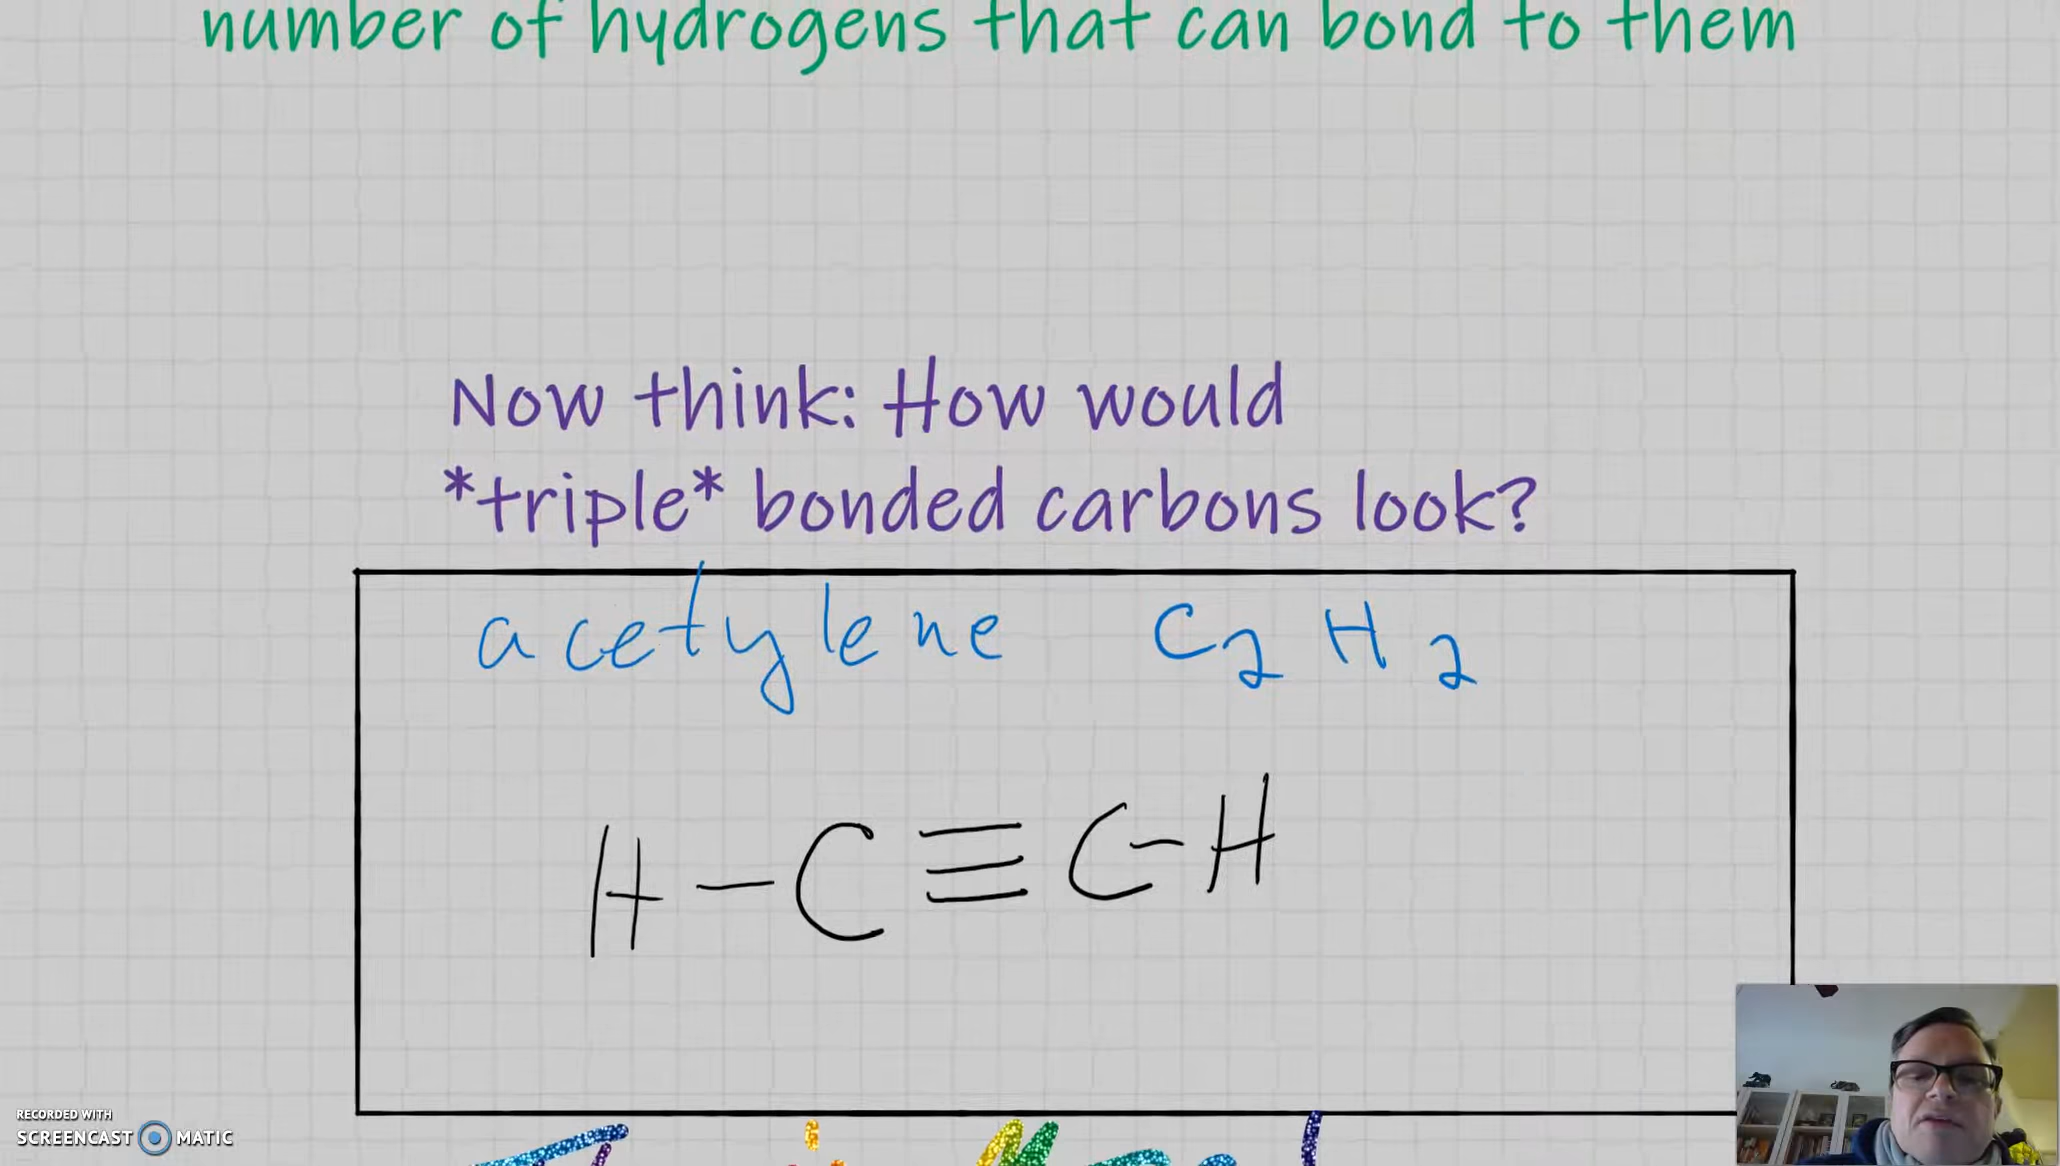 number of hydrogens that can bond to them
Now think: How would
*triple* bonded carbons look?
acetylene C2H2
H-C≡C-H
RECORDED WITH
SCREENCAST MATIC